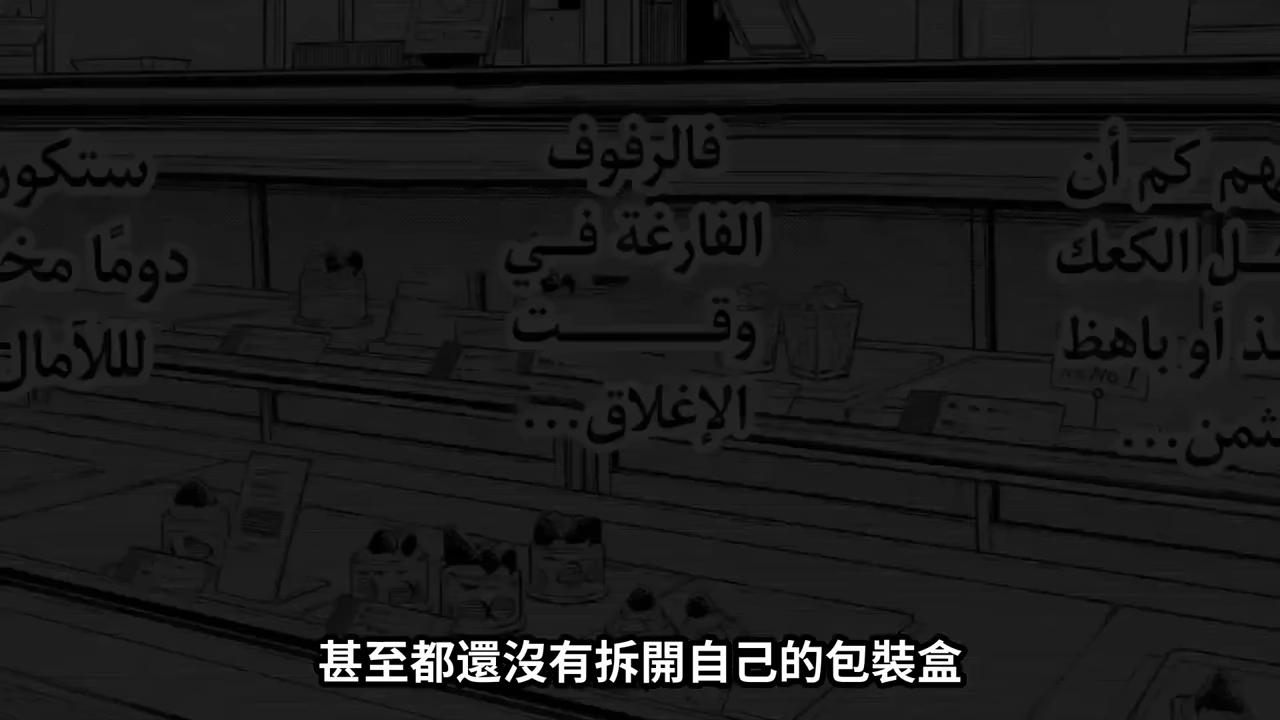 هم كم أن
الكعك
أو باهظ
ثمن...
فالرفوف
الفارغة في
وقت
الإغلاق...
ستكور
دومًا مخ
للآمال
甚至都還沒有拆開自己的包裝盒